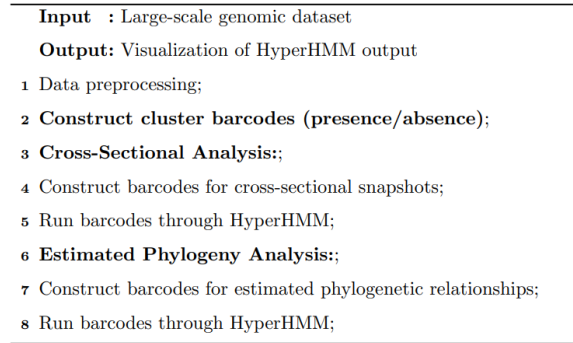 Input : Large-scale genomic dataset
Output: Visualization of HyperHMM output
1 Data preprocessing;
2 Construct cluster barcodes (presence/absence);
3 Cross-Sectional Analysis:;
4 Construct barcodes for cross-sectional snapshots;
5 Run barcodes through HyperHMM;
6 Estimated Phylogeny Analysis:;
7 Construct barcodes for estimated phylogenetic relationships;
8 Run barcodes through HyperHMM;